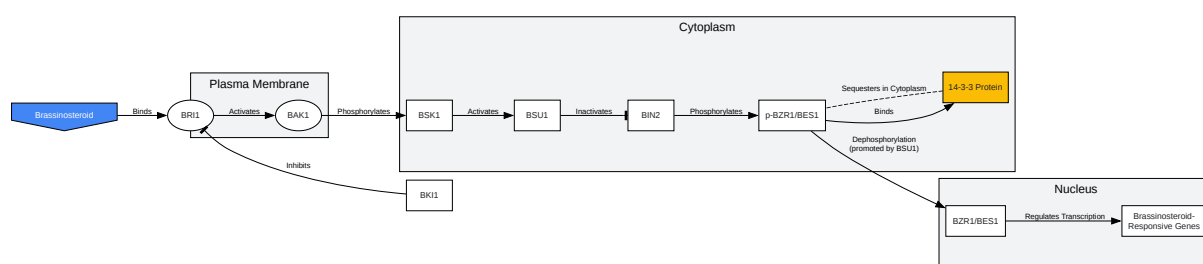 Cytoplasm
Plasma Membrane
Brassinosteroid
Binds
BRI1
Activates
BAK1
Phosphorylates
BSK1
Activates
BSU1
Inactivates
BIN2
Phosphorylates
p-BZR1/BES1
Sequesters in Cytoplasm
Binds
14-3-3 Protein
Dephosphorylation
(promoted by BSU1)
Inhibits
BKI1
Nucleus
BZR1/BES1
Regulates Transcription
Brassinosteroid-
Responsive Genes